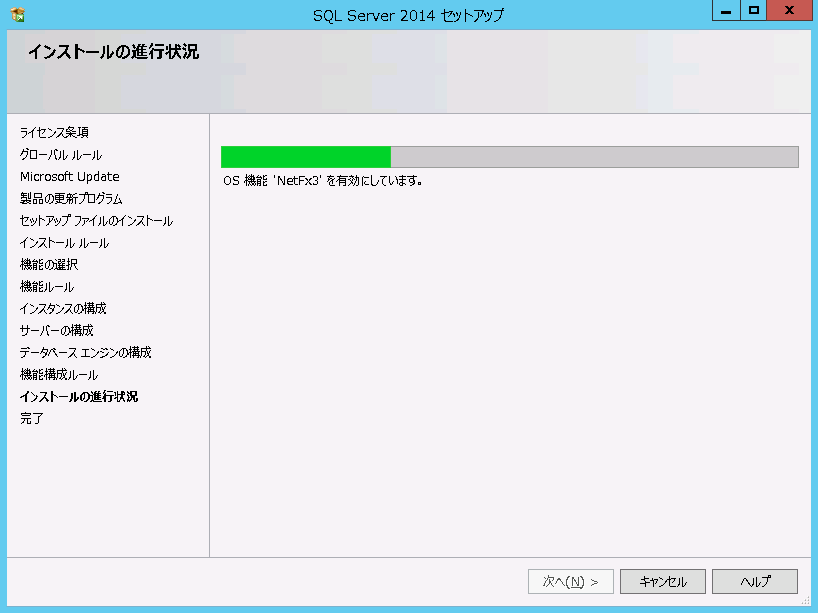 SQL Server 2014 セットアップ
インストールの進行状況
ライセンス条項
グローバル ルール
Microsoft Update
製品の更新プログラム
セットアップ ファイルのインストール
インストール ルール
機能の選択
機能ルール
インスタンスの構成
サーバーの構成
データベース エンジンの構成
機能構成ルール
インストールの進行状況
完了
OS 機能 'NetFx3' を有効にしています。
次へ(N) >
キャンセル
ヘルプ